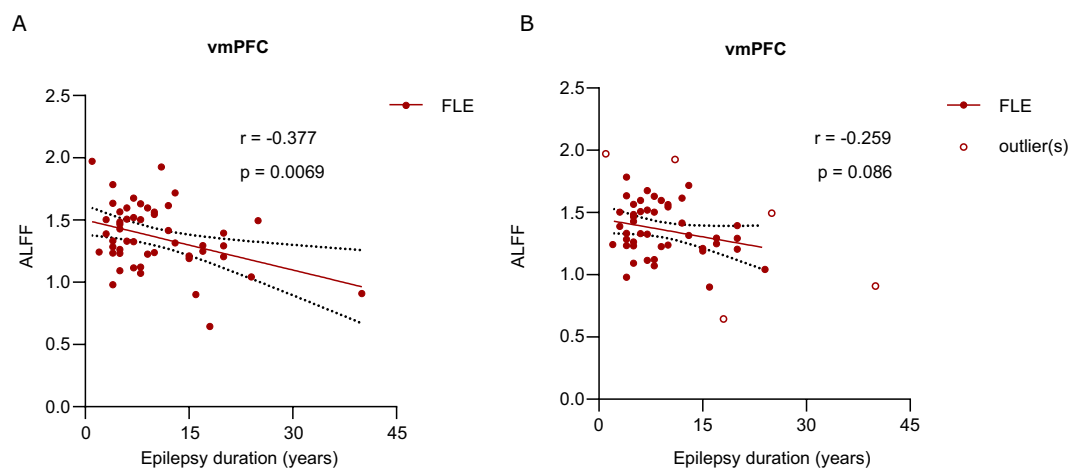 A
vmPFC
2.5
2.0
1.5
1.0
0.5
0.0
ALFF
0
15
30
45
Epilepsy duration (years)
r = -0.377
p = 0.0069
FLE
B
vmPFC
2.5
2.0
1.5
1.0
0.5
0.0
ALFF
0
15
30
45
Epilepsy duration (years)
r = -0.259
p = 0.086
FLE
outlier(s)